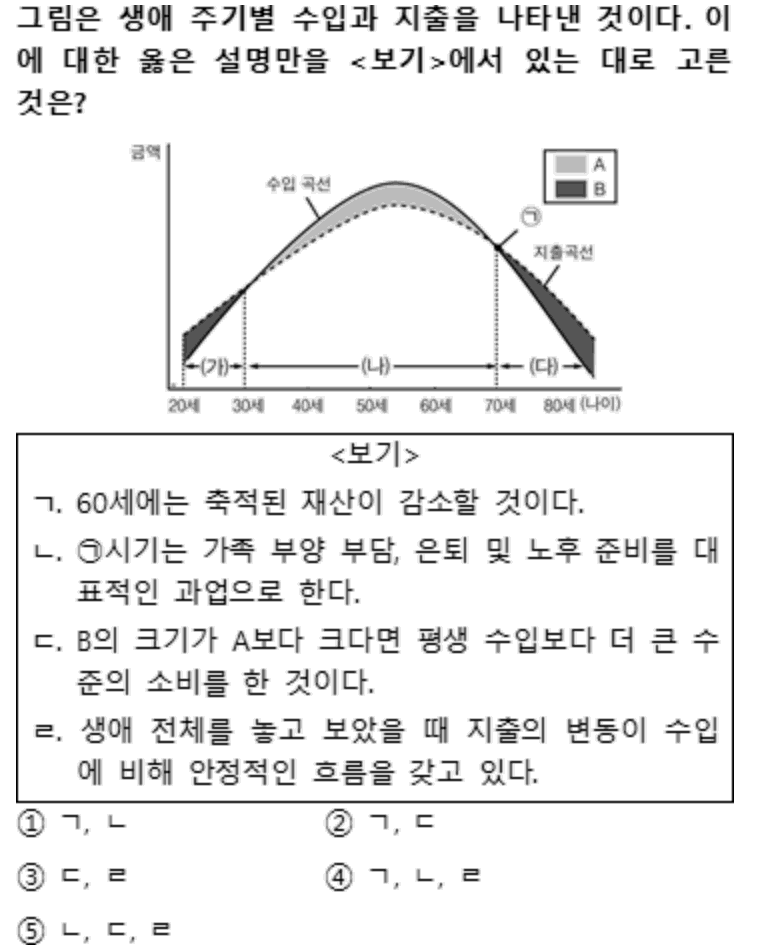 그림은 생애 주기별 수입과 지출을 나타낸 것이다. 이
에 대한 옳은 설명만을 <보기>에서 있는 대로 고른
것은?
금액
수입 곡선
A
B
㉠
지출곡선
(가)
(나)
(다)
20세 30세 40세 50세 60세 70세 80세 (나이)
<보기>
ㄱ. 60세에는 축적된 재산이 감소할 것이다.
ㄴ. ㉠시기는 가족 부양 부담, 은퇴 및 노후 준비를 대
표적인 과업으로 한다.
ㄷ. B의 크기가 A보다 크다면 평생 수입보다 더 큰 수
준의 소비를 한 것이다.
ㄹ. 생애 전체를 놓고 보았을 때 지출의 변동이 수입
에 비해 안정적인 흐름을 갖고 있다.
① ㄱ, ㄴ ② ㄱ, ㄷ
③ ㄷ, ㄹ ④ ㄱ, ㄴ, ㄹ
⑤ ㄴ, ㄷ, ㄹ